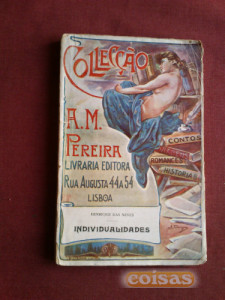 COLLECÇÃO
A. M.
PEREIRA
LIVRARIA EDITORA
RUA AUGUSTA 44 A 54
LISBOA
CONTOS
ROMANCES
HISTORIA
INDIVIDUALIDADES
coisas